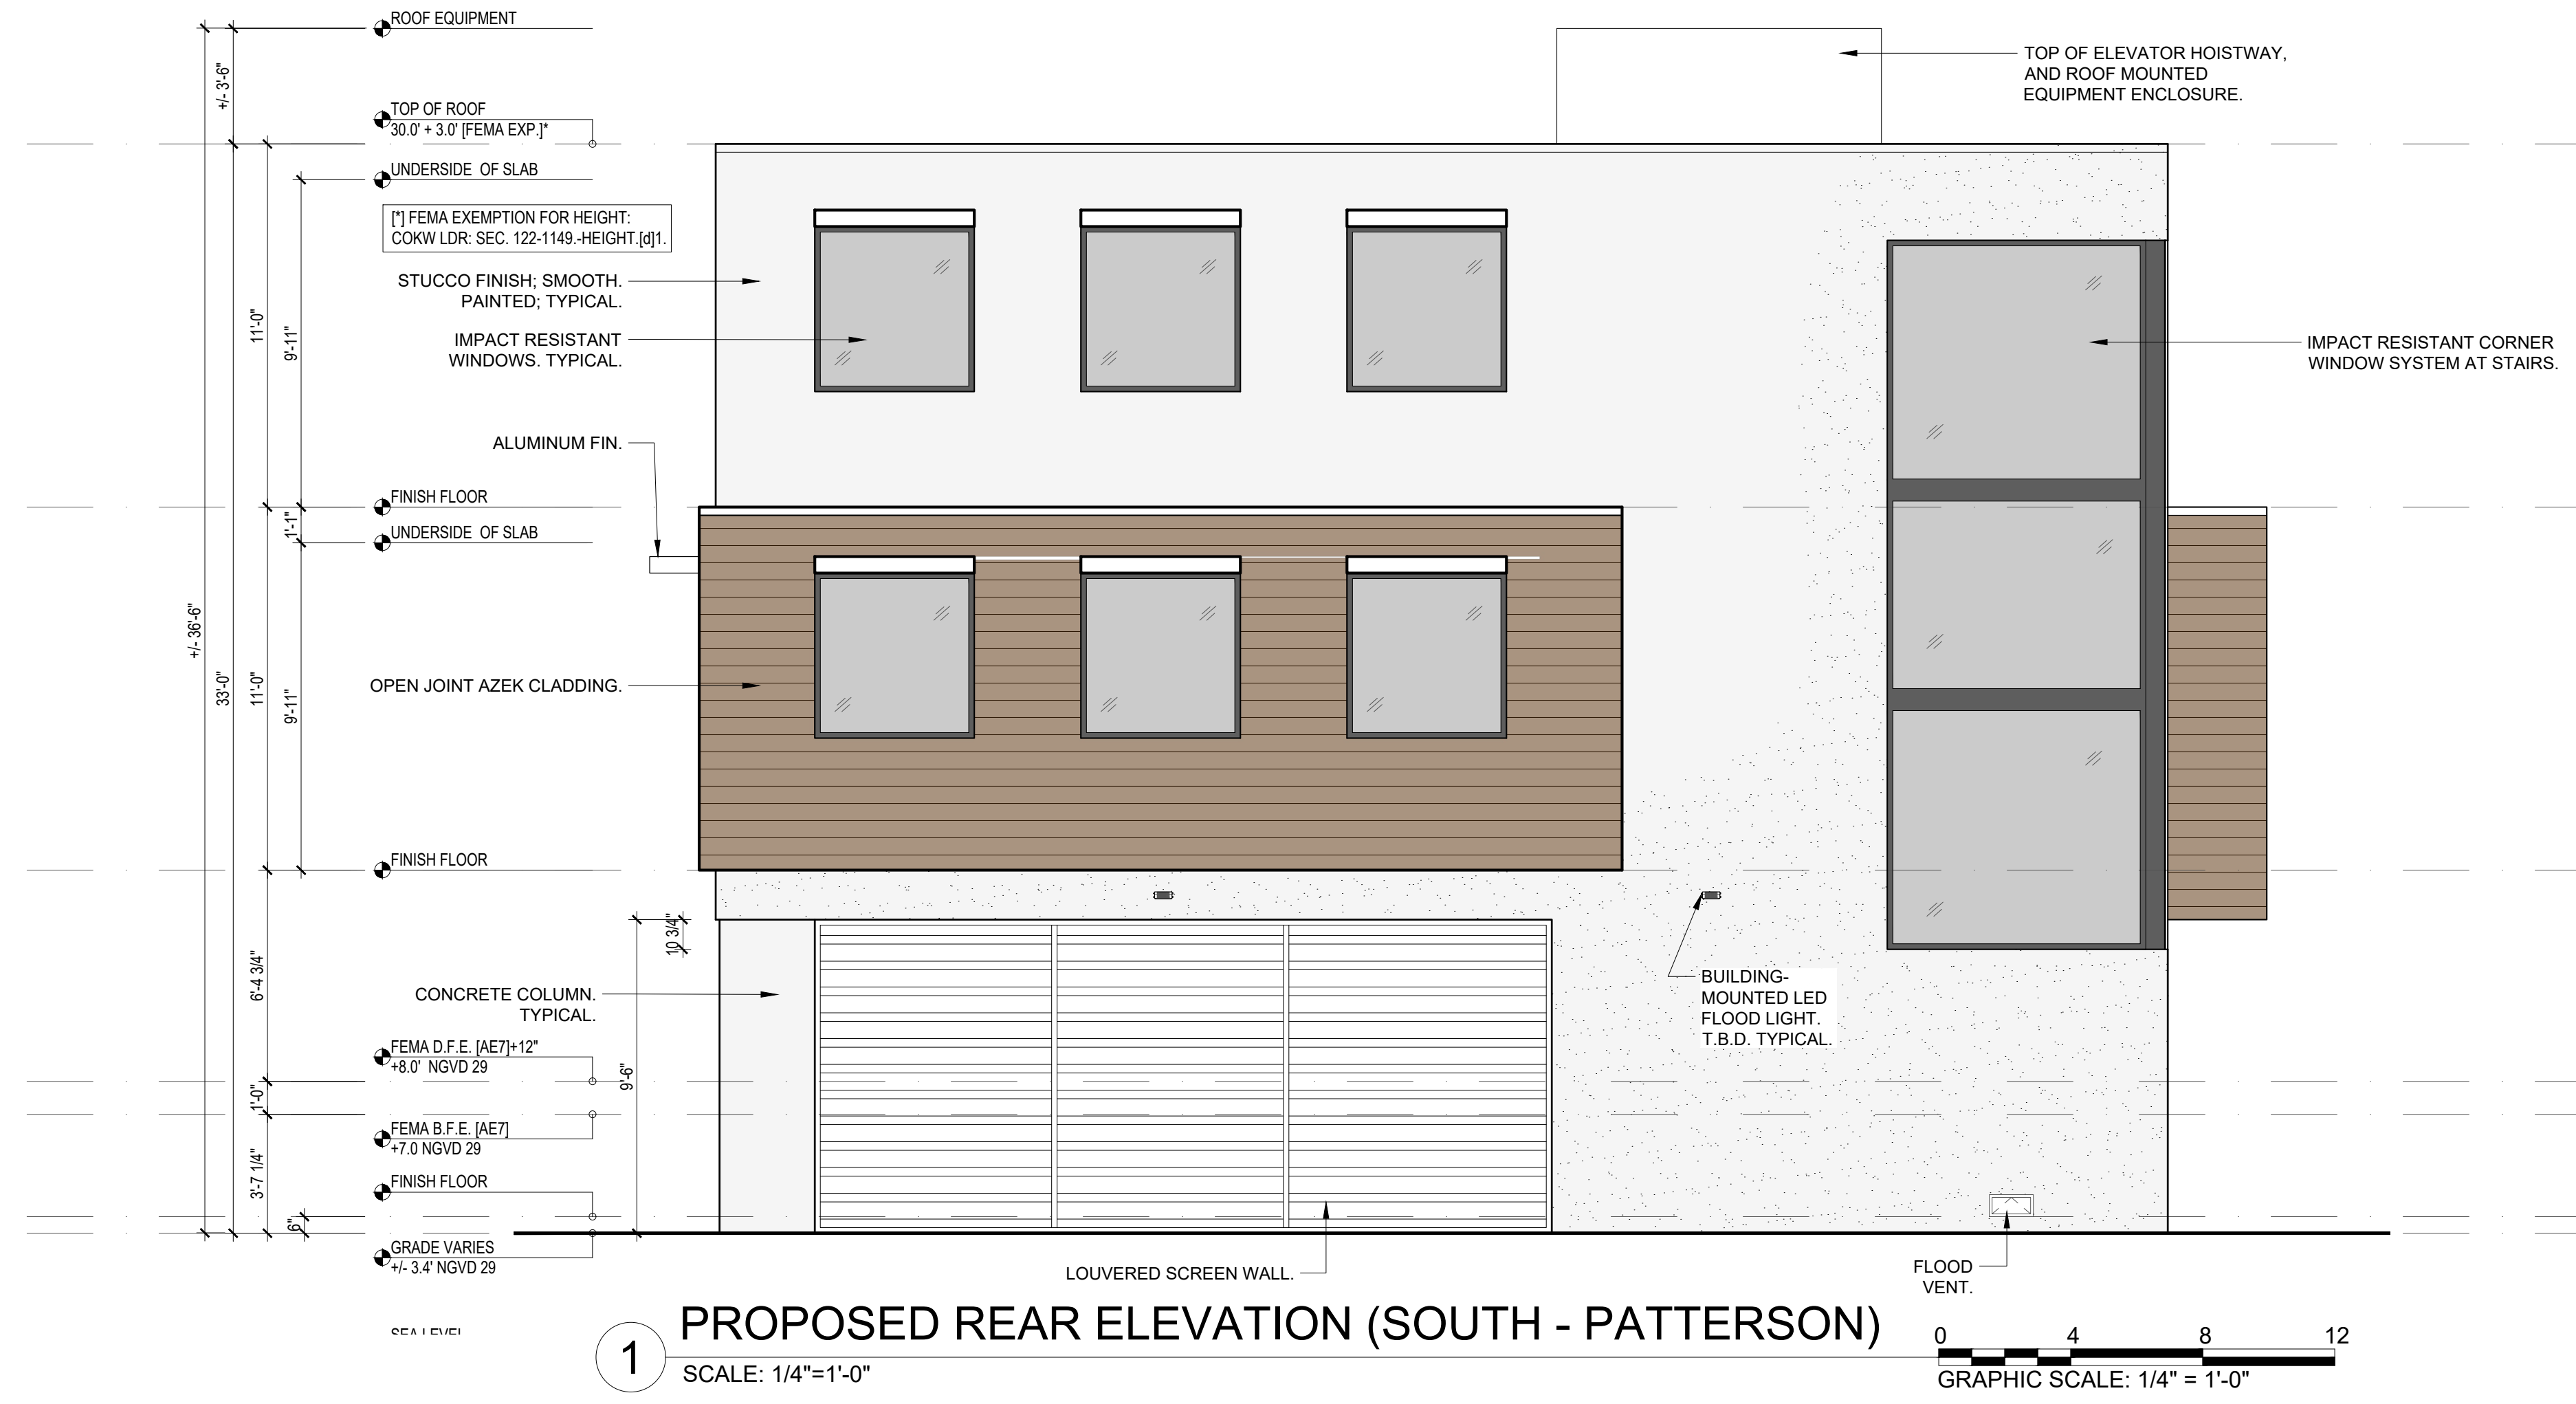 ROOF EQUIPMENT
+/- 3'-6"
TOP OF ROOF
30.0' + 3.0' [FEMA EXP.]*
UNDERSIDE OF SLAB
[*] FEMA EXEMPTION FOR HEIGHT:
COKW LDR: SEC. 122-1149.-HEIGHT.[d]1.
STUCCO FINISH; SMOOTH.
PAINTED; TYPICAL.
IMPACT RESISTANT
WINDOWS. TYPICAL.
11'-0"
9'-11"
ALUMINUM FIN.
FINISH FLOOR
1'-1"
UNDERSIDE OF SLAB
+/- 36'-6"
33'-0"
11'-0"
9'-11"
OPEN JOINT AZEK CLADDING.
FINISH FLOOR
10 3/4"
6'-4 3/4"
CONCRETE COLUMN.
TYPICAL.
FEMA D.F.E. [AE7]+12"
+8.0' NGVD 29
9'-6"
1'-0"
FEMA B.F.E. [AE7]
+7.0 NGVD 29
3'-7 1/4"
FINISH FLOOR
6"
GRADE VARIES
+/- 3.4' NGVD 29
SEA LEVEL
TOP OF ELEVATOR HOISTWAY,
AND ROOF MOUNTED
EQUIPMENT ENCLOSURE.
IMPACT RESISTANT CORNER
WINDOW SYSTEM AT STAIRS.
BUILDING-
MOUNTED LED
FLOOD LIGHT.
T.B.D. TYPICAL.
LOUVERED SCREEN WALL.
FLOOD
VENT.
1
PROPOSED REAR ELEVATION (SOUTH - PATTERSON)
SCALE: 1/4"=1'-0"
0 4 8 12
GRAPHIC SCALE: 1/4" = 1'-0"